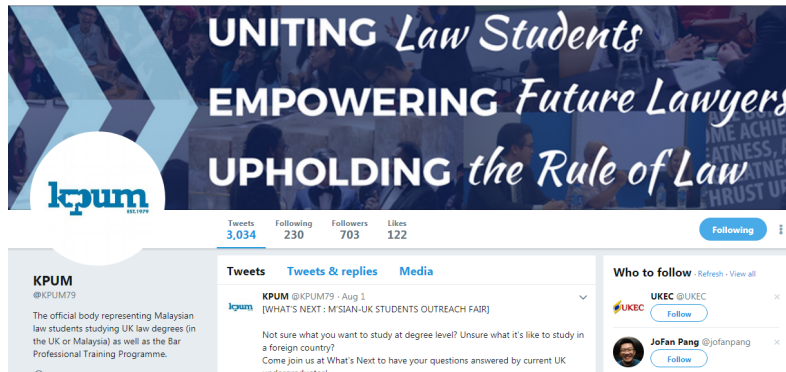 UNITING Law Students
EMPOWERING Future Lawyers
UPHOLDING the Rule of Law
kpum
EST.1979
Tweets Following Followers Likes
3,034 230 703 122
Following
KPUM
@KPUM79
The official body representing Malaysian
law students studying UK law degrees (in
the UK or Malaysia) as well as the Bar
Professional Training Programme.
Tweets Tweets & replies Media
kpum
KPUM @KPUM79 · Aug 1
[WHAT'S NEXT : M'SIAN-UK STUDENTS OUTREACH FAIR]
Not sure what you want to study at degree level? Unsure what it's like to study in
a foreign country?
Come join us at What's Next to have your questions answered by current UK
Who to follow · Refresh · View all
UKEC
UKEC @UKEC
Follow
JoFan Pang @jofanpang
Follow